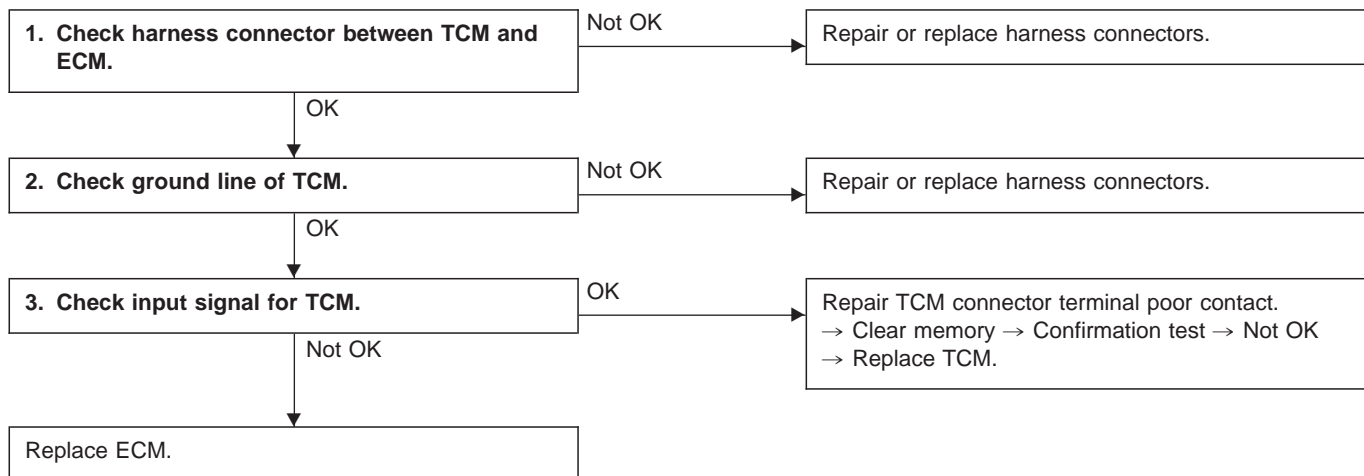 1. Check harness connector between TCM and
ECM.
Not OK
Repair or replace harness connectors.
OK
2. Check ground line of TCM.
Not OK
Repair or replace harness connectors.
OK
3. Check input signal for TCM.
OK
Repair TCM connector terminal poor contact.
→ Clear memory → Confirmation test → Not OK
→ Replace TCM.
Not OK
Replace ECM.